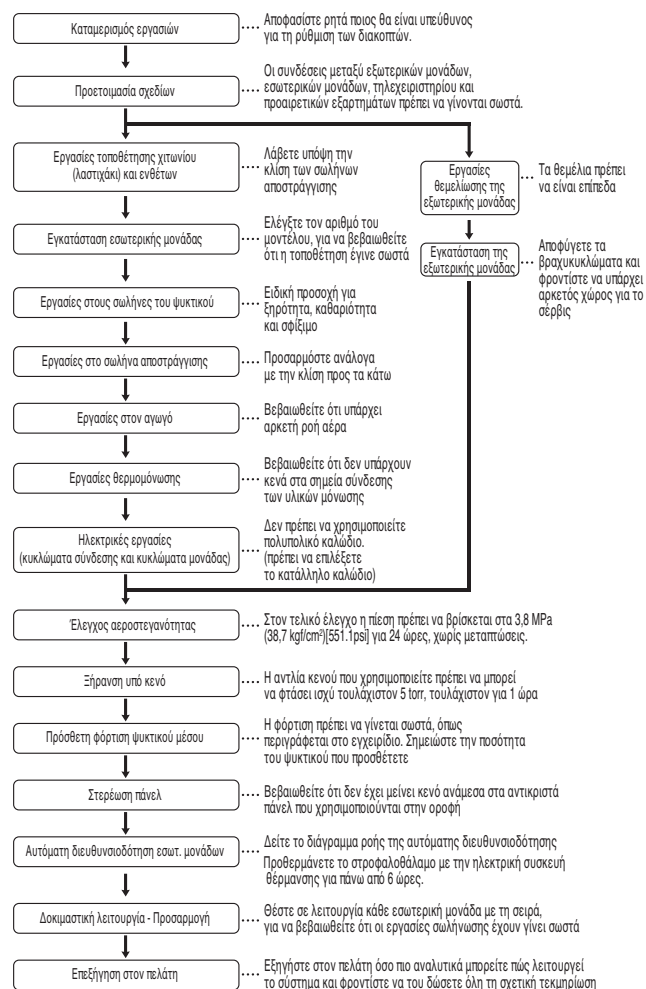 Καταμερισμός εργασιών
Αποφασίστε ρητά ποιος θα είναι υπεύθυνος
για τη ρύθμιση των διακοπτών.
Προετοιμασία σχεδίων
Οι συνδέσεις μεταξύ εξωτερικών μονάδων,
εσωτερικών μονάδων, τηλεχειριστηρίου και
προαιρετικών εξαρτημάτων πρέπει να γίνονται σωστά.
Εργασίες τοποθέτησης χιτωνίου
(λαστιχάκι) και ενθέτων
Λάβετε υπόψη την
κλίση των σωλήνων
αποστράγγισης
Εργασίες
θεμελίωσης της
εξωτερικής μονάδας
Τα θεμέλια πρέπει
να είναι επίπεδα
Εγκατάσταση εσωτερικής μονάδας
Ελέγξτε τον αριθμό του
μοντέλου, για να βεβαιωθείτε
ότι η τοποθέτηση έγινε σωστά
Εγκατάσταση της
εξωτερικής μονάδας
Αποφύγετε τα
βραχυκυκλώματα και
φροντίστε να υπάρχει
αρκετός χώρος για το
σέρβις
Εργασίες στους σωλήνες του ψυκτικού
Ειδική προσοχή για
ξηρότητα, καθαριότητα
και σφίξιμο
Εργασίες στο σωλήνα αποστράγγισης
Προσαρμόστε ανάλογα
με την κλίση προς τα κάτω
Εργασίες στον αγωγό
Βεβαιωθείτε ότι υπάρχει
αρκετή ροή αέρα
Εργασίες θερμομόνωσης
Βεβαιωθείτε ότι δεν υπάρχουν
κενά στα σημεία σύνδεσης
των υλικών μόνωσης
Ηλεκτρικές εργασίες
(κυκλώματα σύνδεσης και κυκλώματα μονάδας)
Δεν πρέπει να χρησιμοποιείτε
πολυπολικό καλώδιο.
(πρέπει να επιλέξετε
το κατάλληλο καλώδιο)
Έλεγχος αεροστεγανότητας
Στον τελικό έλεγχο η πίεση πρέπει να βρίσκεται στα 3,8 MPa
(38,7 kgf/cm²)[551.1psi] για 24 ώρες, χωρίς μεταπτώσεις.
Ξήρανση υπό κενό
Η αντλία κενού που χρησιμοποιείτε πρέπει να μπορεί
να φτάσει ισχύ τουλάχιστον 5 torr, τουλάχιστον για 1 ώρα
Πρόσθετη φόρτιση ψυκτικού μέσου
Η φόρτιση πρέπει να γίνεται σωστά, όπως
περιγράφεται στο εγχειρίδιο. Σημειώστε την ποσότητα
του ψυκτικού που προσθέτετε
Στερέωση πάνελ
Βεβαιωθείτε ότι δεν έχει μείνει κενό ανάμεσα στα αντικριστά
πάνελ που χρησιμοποιούνται στην οροφή
Αυτόματη διευθυνσιοδότηση εσωτ. μονάδων
Δείτε το διάγραμμα ροής της αυτόματης διευθυνσιοδότησης
Προθερμάνετε το στροφαλοθάλαμο με την ηλεκτρική συσκευή
θέρμανσης για πάνω από 6 ώρες.
Δοκιμαστική λειτουργία - Προσαρμογή
Θέστε σε λειτουργία κάθε εσωτερική μονάδα με τη σειρά,
για να βεβαιωθείτε ότι οι εργασίες σωλήνωσης έχουν γίνει σωστά
Επεξήγηση στον πελάτη
Εξηγήστε στον πελάτη όσο πιο αναλυτικά μπορείτε πώς λειτουργεί
το σύστημα και φροντίστε να του δώσετε όλη τη σχετική τεκμηρίωση